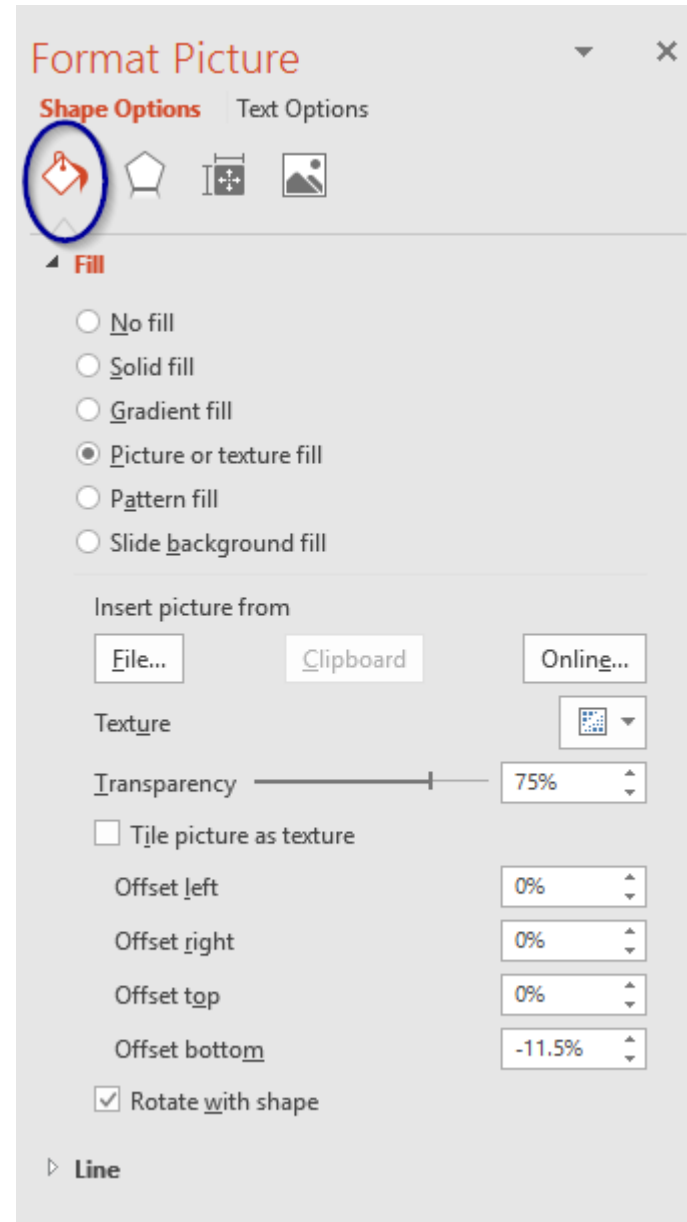 Format Picture
Shape Options Text Options
Fill
No fill
Solid fill
Gradient fill
Picture or texture fill
Pattern fill
Slide background fill
Insert picture from
File... Clipboard Online...
Texture
Transparency 75%
Tile picture as texture
Offset left 0%
Offset right 0%
Offset top 0%
Offset bottom -11.5%
Rotate with shape
Line